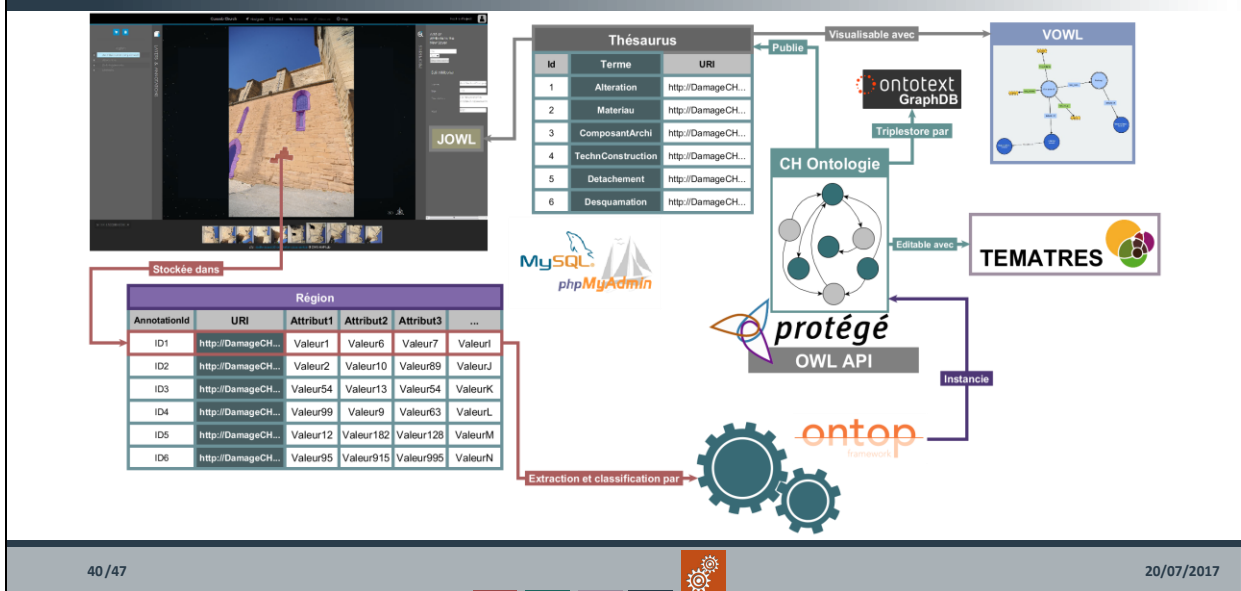 JOWL
Thésaurus
Id Terme URI
1 Alteration http://DamageCH...
2 Materiau http://DamageCH...
3 ComposantArchi http://DamageCH...
4 TechnConstruction http://DamageCH...
5 Detachement http://DamageCH...
6 Desquamation http://DamageCH...
Publie
Visualisable avec
VOWL
ontotext
GraphDB
Triplestore par
CH Ontologie
Editable avec
TEMATRES
MySQL®
phpMyAdmin
protégé
OWL API
Instancie
ontop
framework
Stockée dans
Région
AnnotationId URI Attribut1 Attribut2 Attribut3 ...
ID1 http://DamageCH... Valeur1 Valeur6 Valeur7 ValeurI
ID2 http://DamageCH... Valeur2 Valeur10 Valeur89 ValeurJ
ID3 http://DamageCH... Valeur54 Valeur13 Valeur54 ValeurK
ID4 http://DamageCH... Valeur99 Valeur9 Valeur63 ValeurL
ID5 http://DamageCH... Valeur12 Valeur182 Valeur128 ValeurM
ID6 http://DamageCH... Valeur95 Valeur915 Valeur995 ValeurN
Extraction et classification par
40/47
20/07/2017